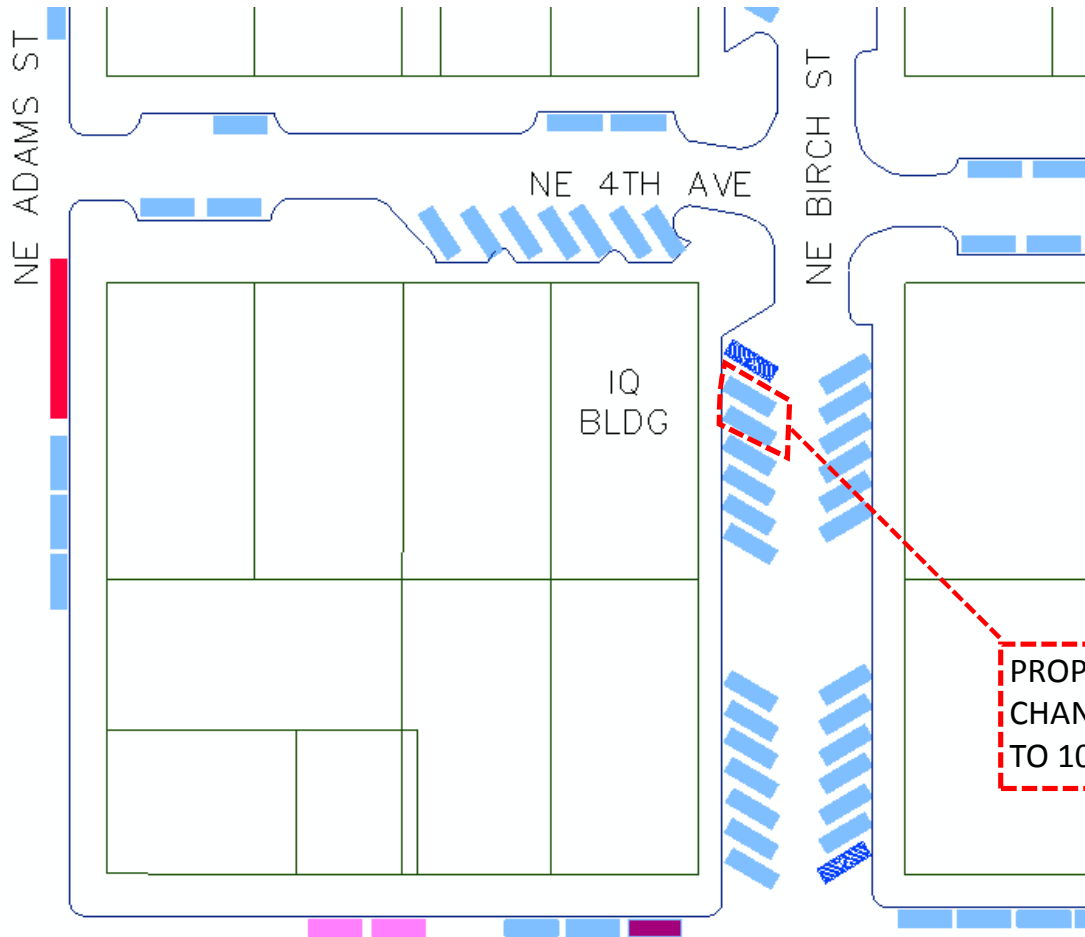 NE ADAMS ST
NE 4TH AVE
NE BIRCH ST
IQ
BLDG
PROP
CHAN
TO 10